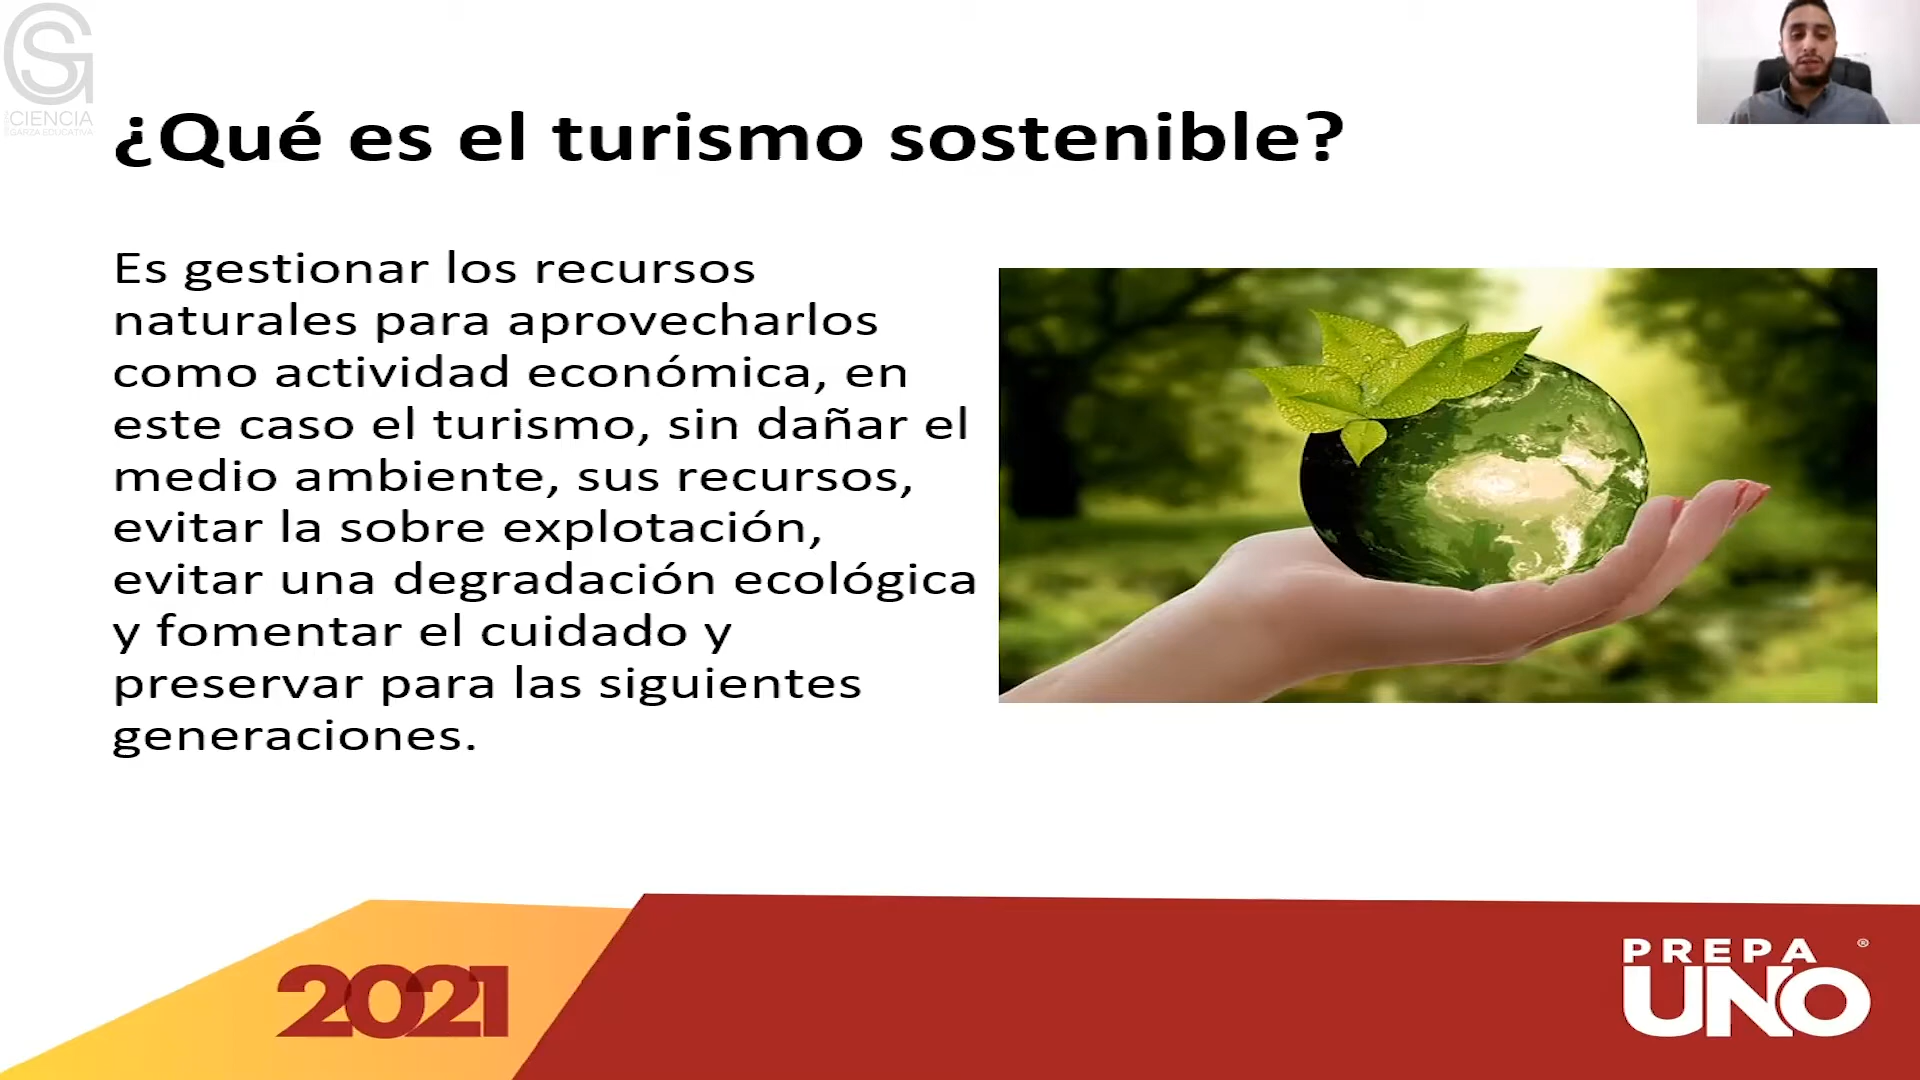 CIENCIA
GARZA EDUCATIVA
¿Qué es el turismo sostenible?
Es gestionar los recursos
naturales para aprovecharlos
como actividad económica, en
este caso el turismo, sin dañar el
medio ambiente, sus recursos,
evitar la sobre explotación,
evitar una degradación ecológica
y fomentar el cuidado y
preservar para las siguientes
generaciones.
2021
PREPA ®
UNO